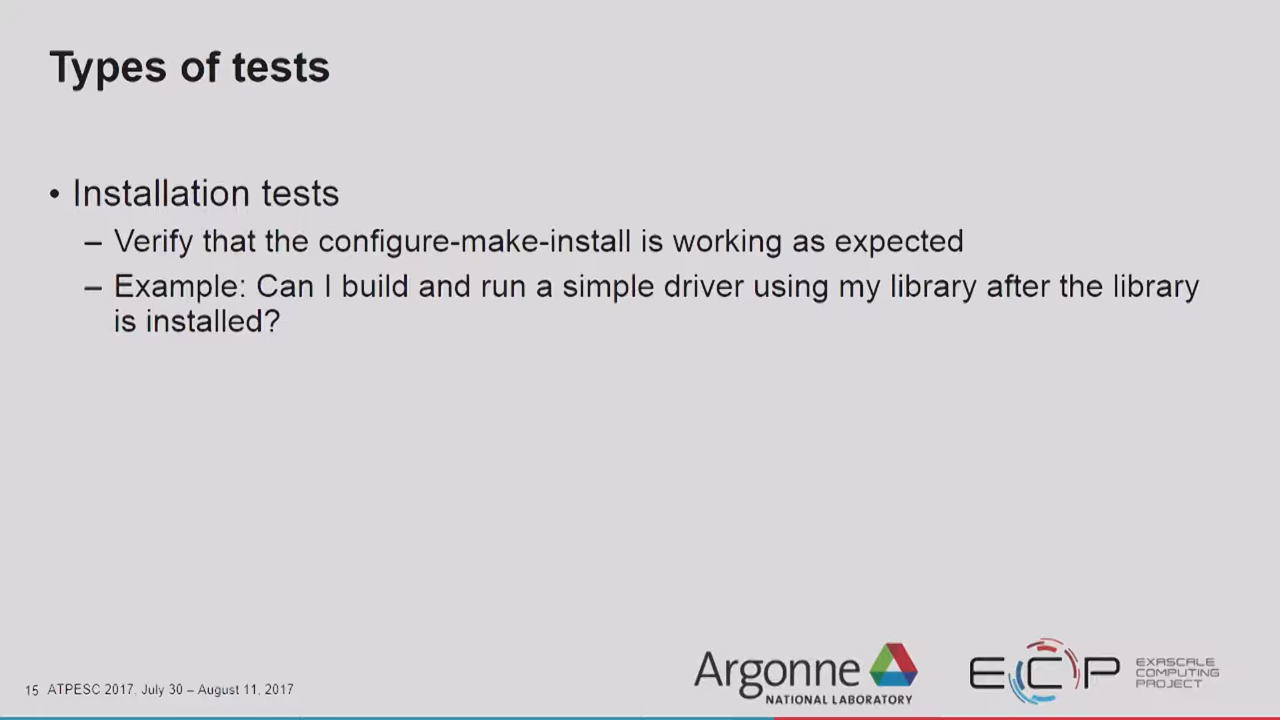 Types of tests
• Installation tests
– Verify that the configure-make-install is working as expected
– Example: Can I build and run a simple driver using my library after the library
is installed?
15 ATPESC 2017, July 30 – August 11, 2017
Argonne
NATIONAL LABORATORY
ECP
EXASCALE
COMPUTING
PROJECT